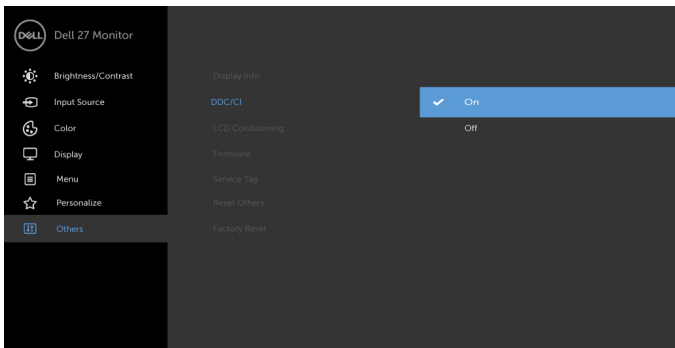 DELL Dell 27 Monitor
Brightness/Contrast
Input Source
Color
Display
Menu
Personalize
Others
Display Info
DDC/CI
LCD Conditioning
Firmware
Service Tag
Reset Others
Factory Reset
On
Off